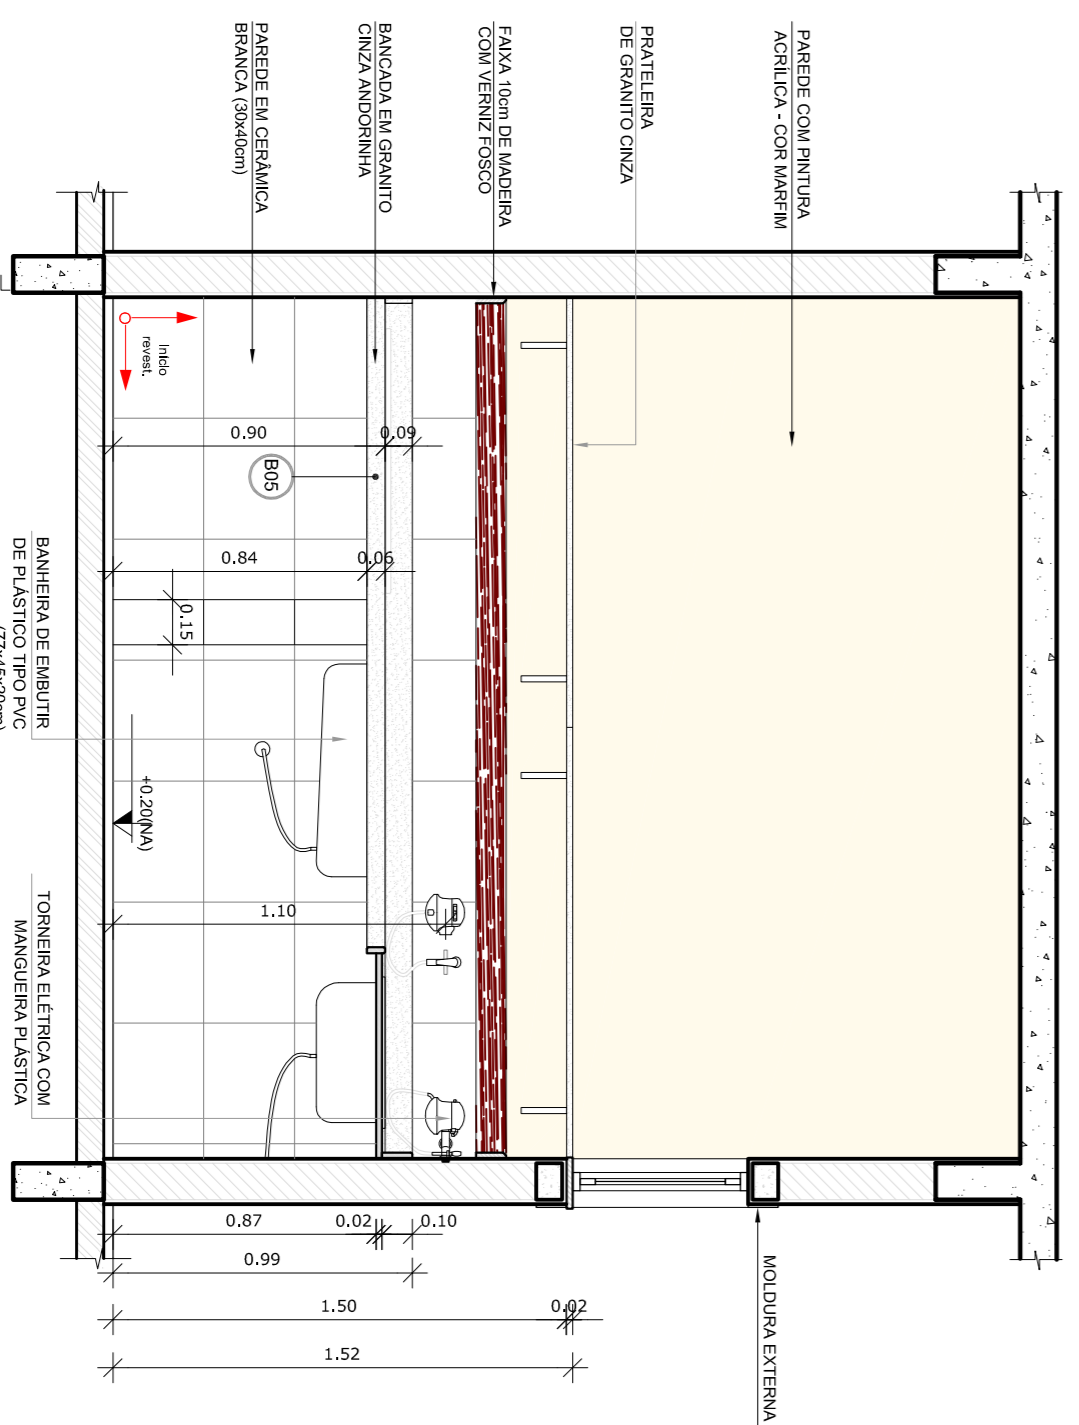 PAREDE COM PINTURA
ACRÍLICA - COR MARFIM
PRATELEIRA
DE GRANITO CINZA
FAIXA 10cm DE MADEIRA
COM VERNIZ FOSCO
BANCADA EM GRANITO
CINZA ANDORINHA
PAREDE EM CERÂMICA
BRANCA (30x40cm)
Início
revest.
0.90
0.09
B05
0.84
0.06
0.15
BANHEIRA DE EMBUTIR
DE PLÁSTICO TIPO PVC
(77x45x20cm)
+0.20(NA)
1.10
TORNEIRA ELÉTRICA COM
MANGUEIRA PLÁSTICA
0.87
0.02
0.10
0.99
1.50
0.02
1.52
MOLDURA EXTERNA